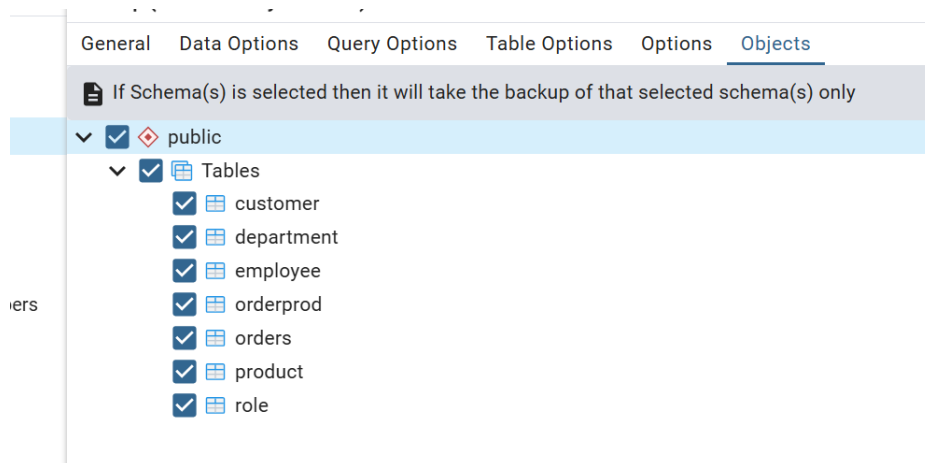 General Data Options Query Options Table Options Options Objects
If Schema(s) is selected then it will take the backup of that selected schema(s) only
public
Tables
customer
department
employee
orderprod
orders
product
role